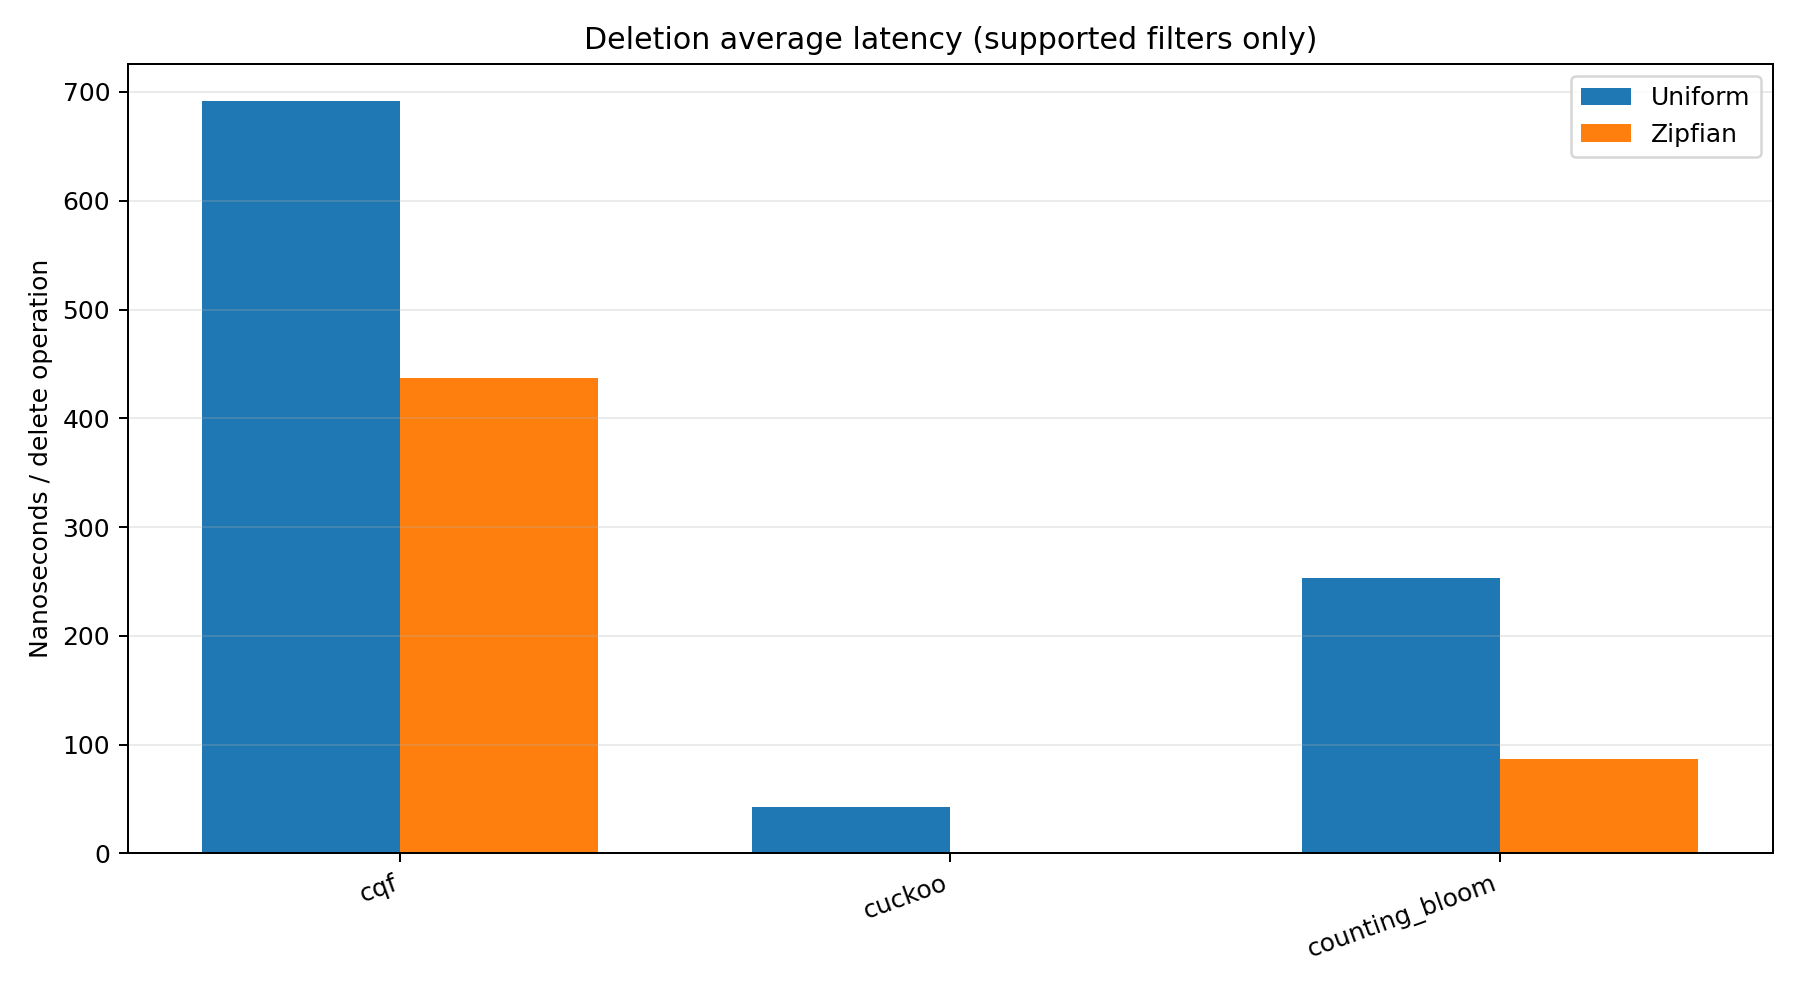 Deletion average latency (supported filters only)
Uniform
Zipfian
Nanoseconds / delete operation
700
600
500
400
300
200
100
0
cqf
cuckoo
counting_bloom